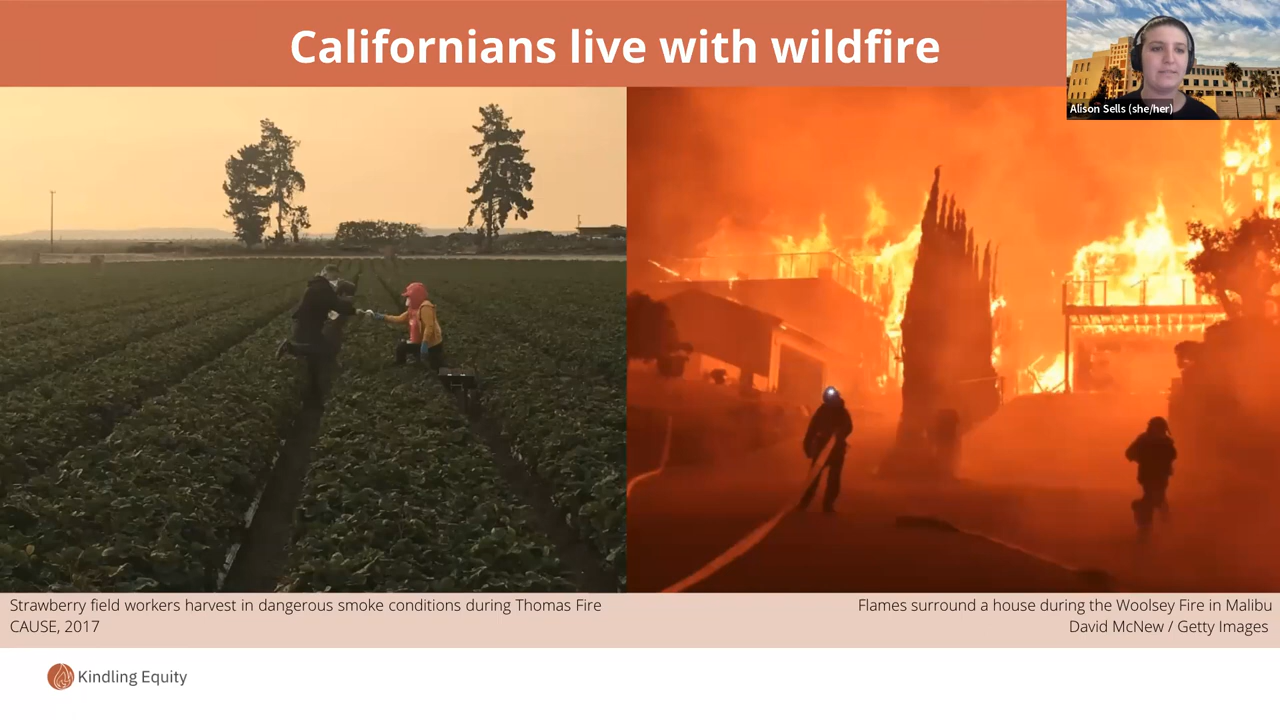 Californians live with wildfire
Alison Sells (she/her)
Strawberry field workers harvest in dangerous smoke conditions during Thomas Fire
CAUSE, 2017
Flames surround a house during the Woolsey Fire in Malibu
David McNew / Getty Images
Kindling Equity